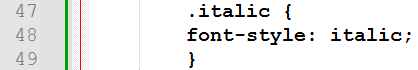 47 .italic {
48 font-style: italic;
49 }